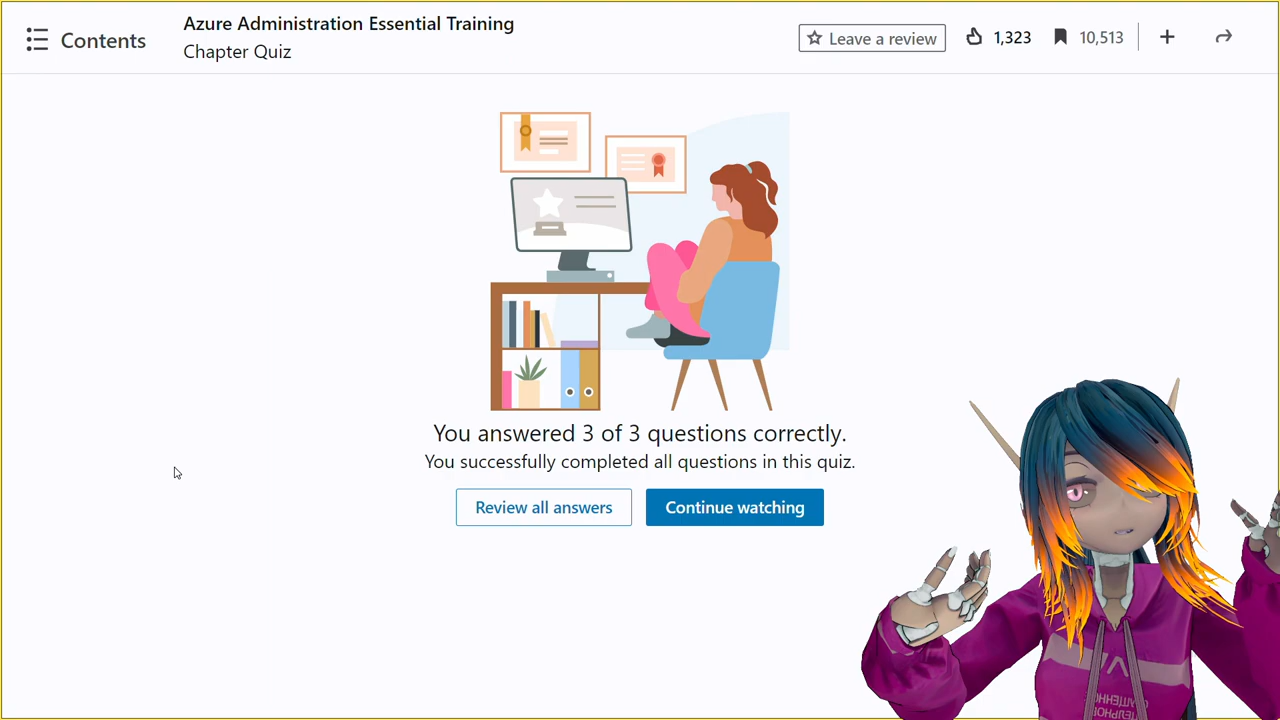 Contents
Azure Administration Essential Training
Chapter Quiz
Leave a review
1,323
10,513
You answered 3 of 3 questions correctly.
You successfully completed all questions in this quiz.
Review all answers
Continue watching